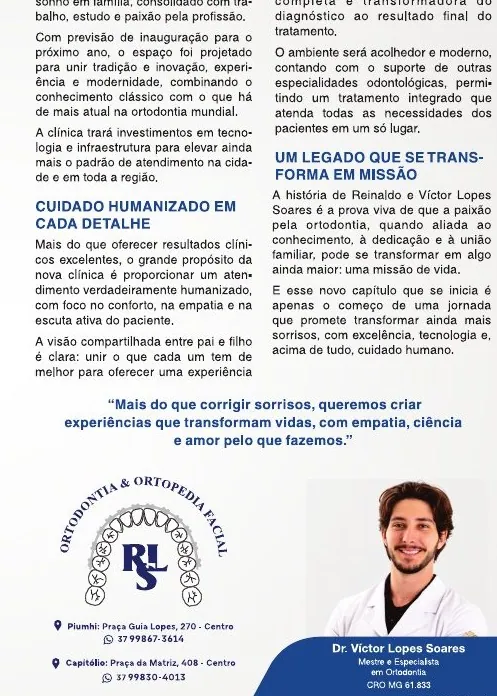 sonho em família, consolidado com tra-
balho, estudo e paixão pela profissão.
Com previsão de inauguração para o
próximo ano, o espaço foi projetado
para unir tradição e inovação, experi-
ência e modernidade, combinando o
conhecimento clássico com o que há
de mais atual na ortodontia mundial.
A clínica trará investimentos em tecno-
logia e infraestrutura para elevar ainda
mais o padrão de atendimento na cida-
de e em toda a região.
CUIDADO HUMANIZADO EM
CADA DETALHE
Mais do que oferecer resultados clíni-
cos excelentes, o grande propósito da
nova clínica é proporcionar um aten-
dimento verdadeiramente humanizado,
com foco no conforto, na empatia e na
escuta ativa do paciente.
A visão compartilhada entre pai e filho
é clara: unir o que cada um tem de
melhor para oferecer uma experiência
completa e transformadora do
diagnóstico ao resultado final do
tratamento.
O ambiente será acolhedor e moderno,
contando com o suporte de outras
especialidades odontológicas, permi-
tindo um tratamento integrado que
atenda todas as necessidades dos
pacientes em um só lugar.
UM LEGADO QUE SE TRANS-
FORMA EM MISSÃO
A história de Reinaldo e Víctor Lopes
Soares é a prova viva de que a paixão
pela ortodontia, quando aliada ao
conhecimento, à dedicação e à união
familiar, pode se transformar em algo
ainda maior: uma missão de vida.
E esse novo capítulo que se inicia é
apenas o começo de uma jornada
que promete transformar ainda mais
sorrisos, com excelência, tecnologia e,
acima de tudo, cuidado humano.
“Mais do que corrigir sorrisos, queremos criar
experiências que transformam vidas, com empatia, ciência
e amor pelo que fazemos.”
ORTODONTIA & ORTOPEDIA FACIAL
RLS
Piumhi: Praça Guia Lopes, 270 - Centro
37 99867-3614
Capitólio: Praça da Matriz, 408 - Centro
37 99830-4013
Dr. Víctor Lopes Soares
Mestre e Especialista
em Ortodontia
CRO MG 61.833